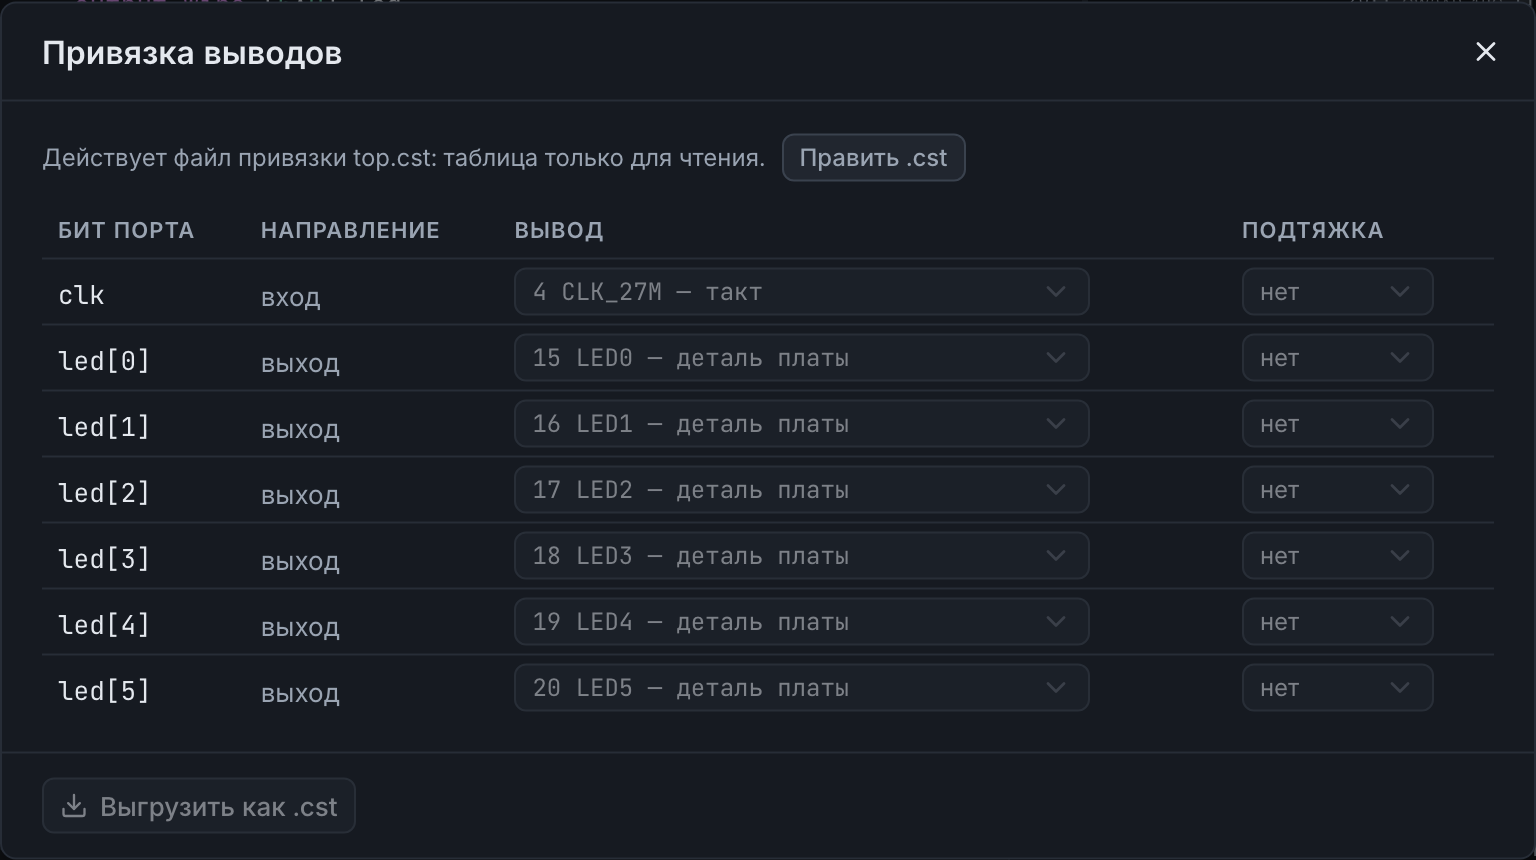 Привязка выводов
Действует файл привязки top.cst: таблица только для чтения. Править .cst
БИТ ПОРТА НАПРАВЛЕНИЕ ВЫВОД ПОДТЯЖКА
clk вход 4 CLK_27M — такт нет
led[0] выход 15 LED0 — деталь платы нет
led[1] выход 16 LED1 — деталь платы нет
led[2] выход 17 LED2 — деталь платы нет
led[3] выход 18 LED3 — деталь платы нет
led[4] выход 19 LED4 — деталь платы нет
led[5] выход 20 LED5 — деталь платы нет
Выгрузить как .cst